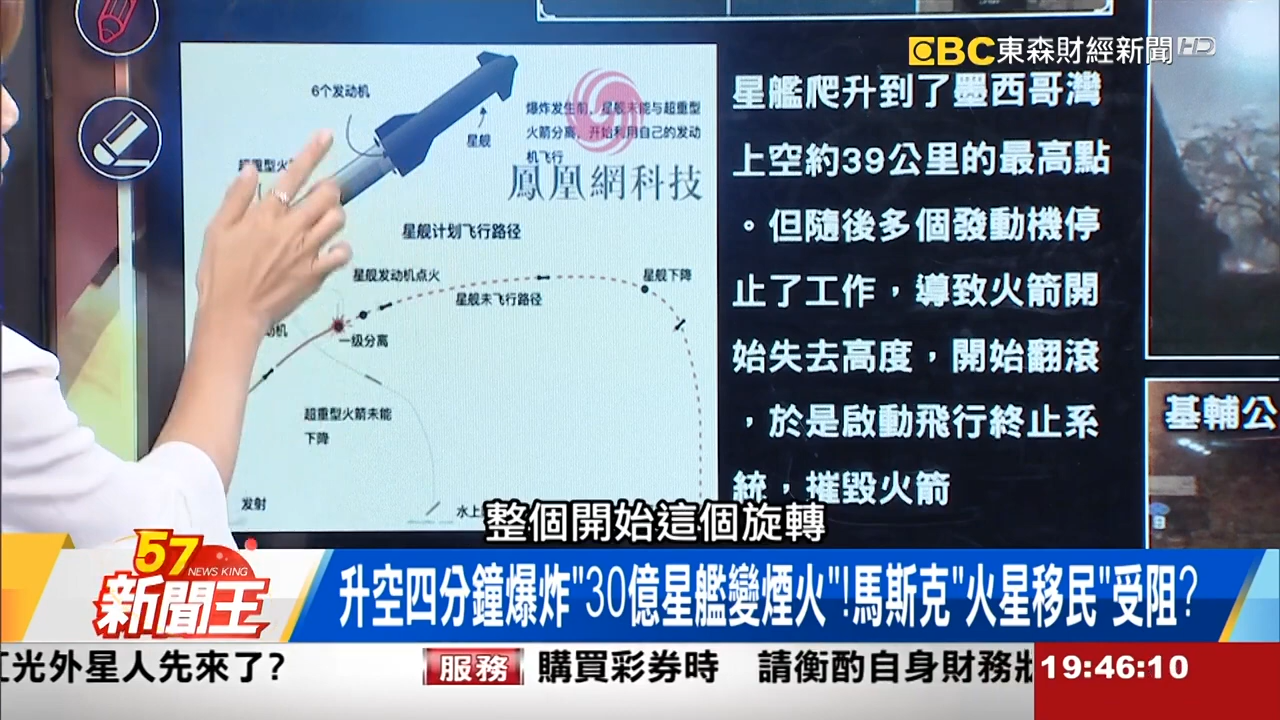 EBC 東森財經新聞 HD
6个发动机
星舰
爆炸发生前，星舰未能与超重型
火箭分离，开始利用自己的发动
机飞行
鳳凰網科技
星舰计划飞行路径
星舰发动机点火
星舰未飞行路径
星舰下降
一级分离
超重型火箭未能
下降
发射
水上
星艦爬升到了墨西哥灣
上空約39公里的最高點
。但隨後多個發動機停
止了工作，導致火箭開
始失去高度，開始翻滾
，於是啟動飛行終止系
統，摧毀火箭
基輔公
整個開始這個旋轉
57
NEWS KING
新聞王
升空四分鐘爆炸"30億星艦變煙火"!馬斯克"火星移民"受阻?
光外星人先來了? 服務 購買彩券時 請衡酌自身財務狀
19:46:10